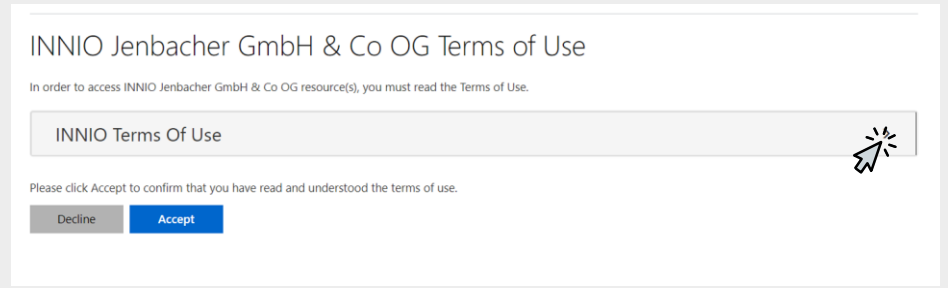 INNIO Jenbacher GmbH & Co OG Terms of Use
In order to access INNIO Jenbacher GmbH & Co OG resource(s), you must read the Terms of Use.
INNIO Terms Of Use
Please click Accept to confirm that you have read and understood the terms of use.
Decline Accept